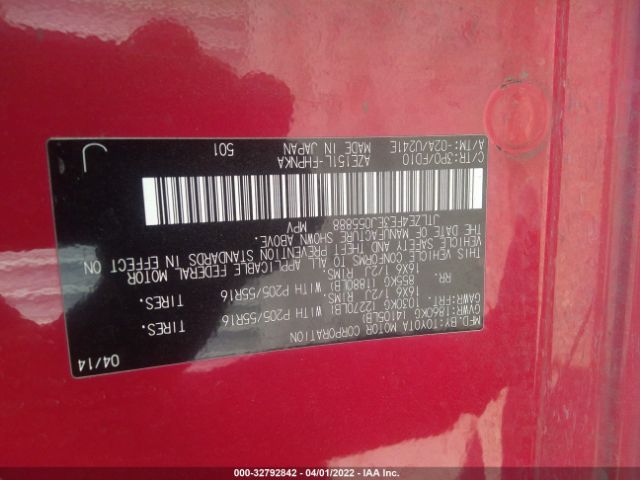 MFD.BY:TOYOTA MOTOR CORPORATION 04/14
GVWR:1860KG (4105LB)
GAWR:FRT. 1030KG (2270LB) WITH P205/55R16 TIRES.
16X6 1/2J RIMS
RR. 855KG (1880LB) WITH P205/55R16 TIRES.
16X6 1/2J RIMS
THIS VEHICLE CONFORMS TO ALL APPLICABLE FEDERAL MOTOR
VEHICLE SAFETY AND THEFT PREVENTION STANDARDS IN EFFECT ON
THE DATE OF MANUFACTURE SHOWN ABOVE.
JTLZE4FE3EJ055888 MPV
C/TR:3P0/FD10 AZE151L-FHPNKA 501
A/TM:-02A/U241E MADE IN JAPAN
J
000-32792842 - 04/01/2022 - IAA Inc.